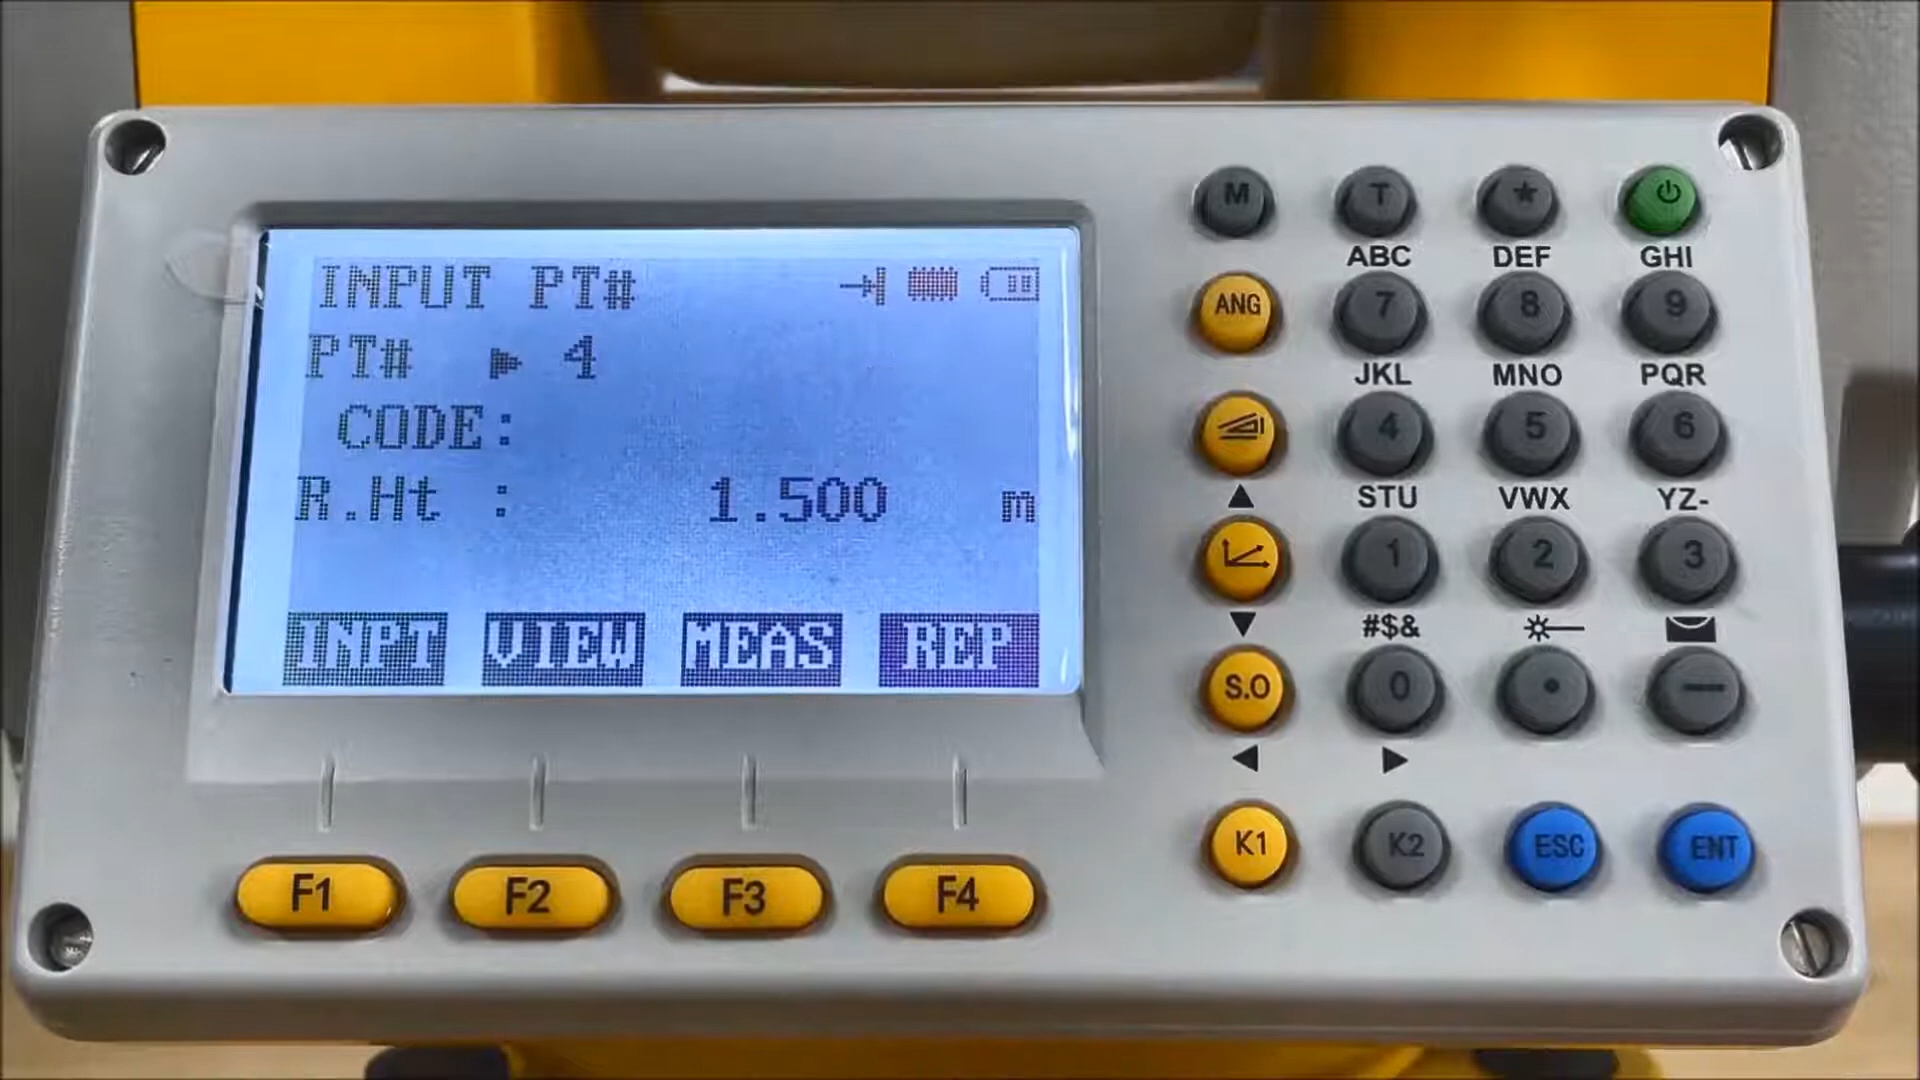 INPUT PT#
PT# ▶ 4
CODE:
R.Ht : 1.500 m
INPT VIEW MEAS REP
F1 F2 F3 F4
M T ★
ABC DEF GHI
ANG 7 8 9
JKL MNO PQR
4 5 6
▲ STU VWX YZ-
1 2 3
▼ #$&
S.O 0 • —
◀ ▶
K1 K2 ESC ENT